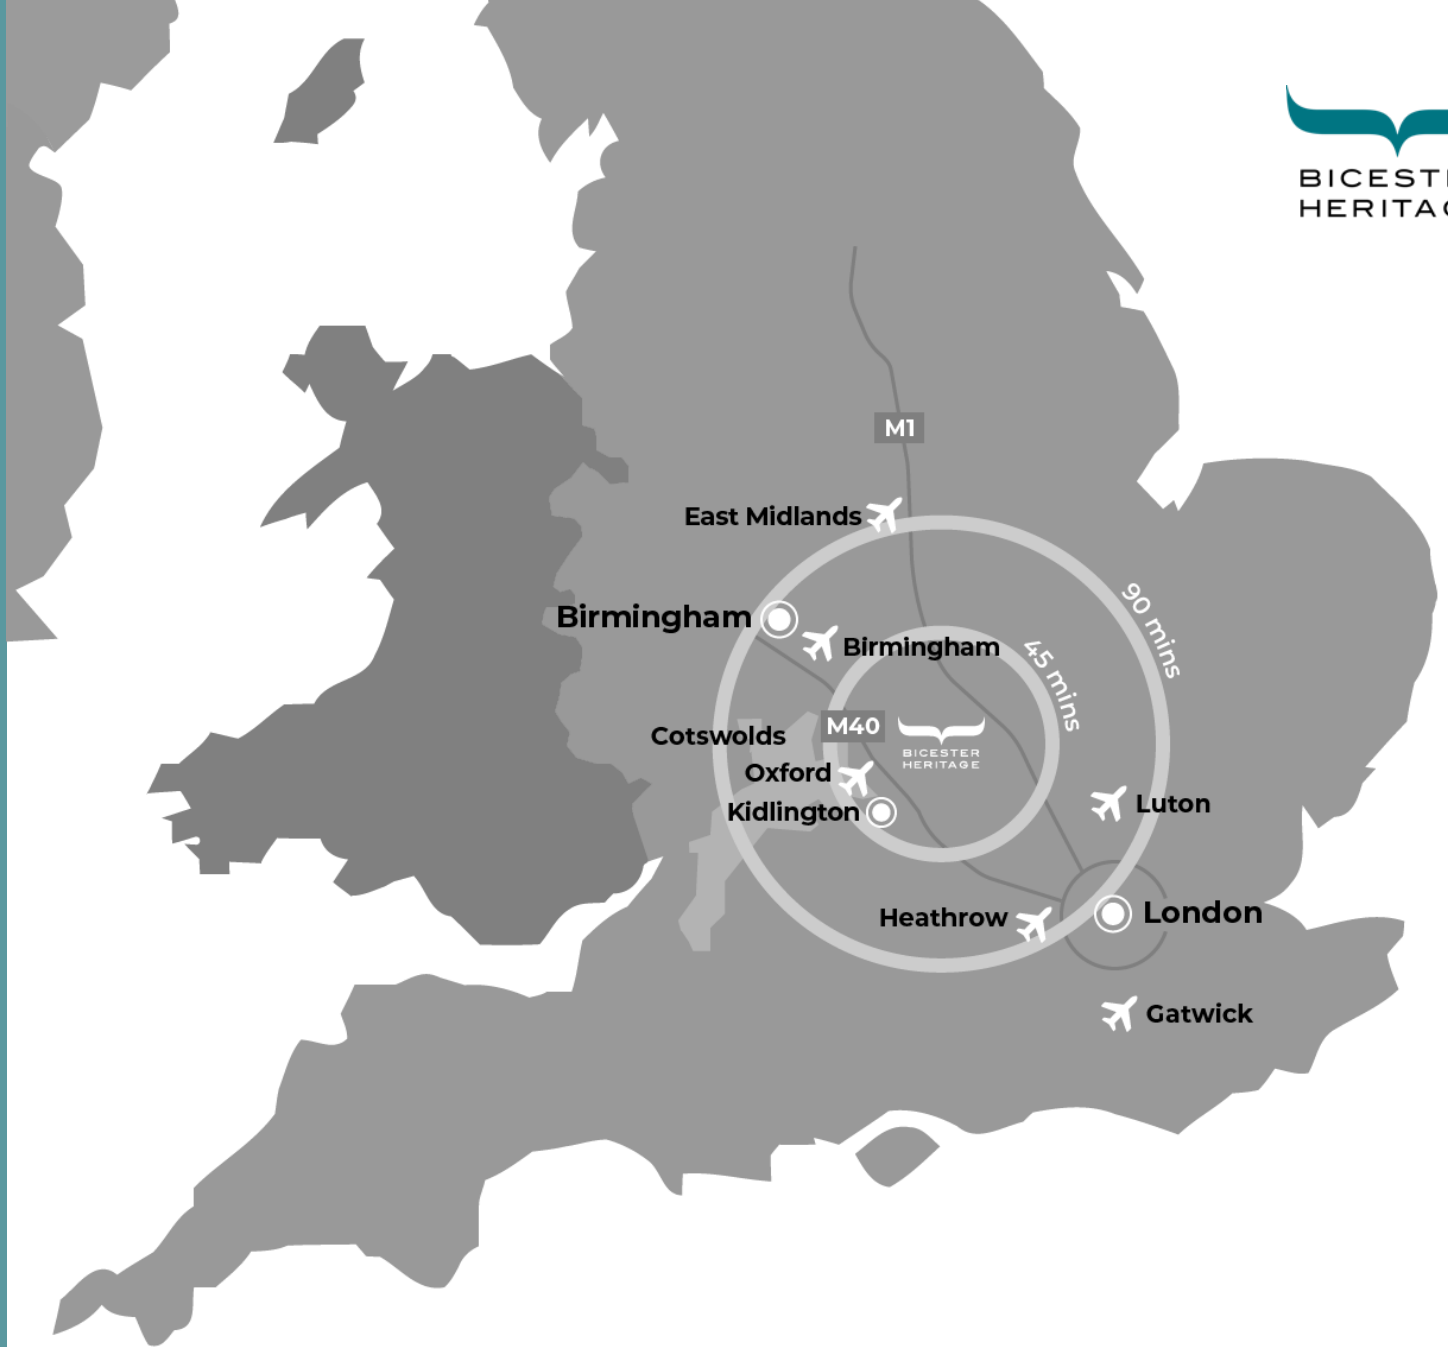 BICEST
HERITAG
M1
East Midlands
90 mins
Birmingham
Birmingham
45 mins
M40
Cotswolds
BICESTER
HERITAGE
Oxford
Kidlington
Luton
Heathrow
London
Gatwick